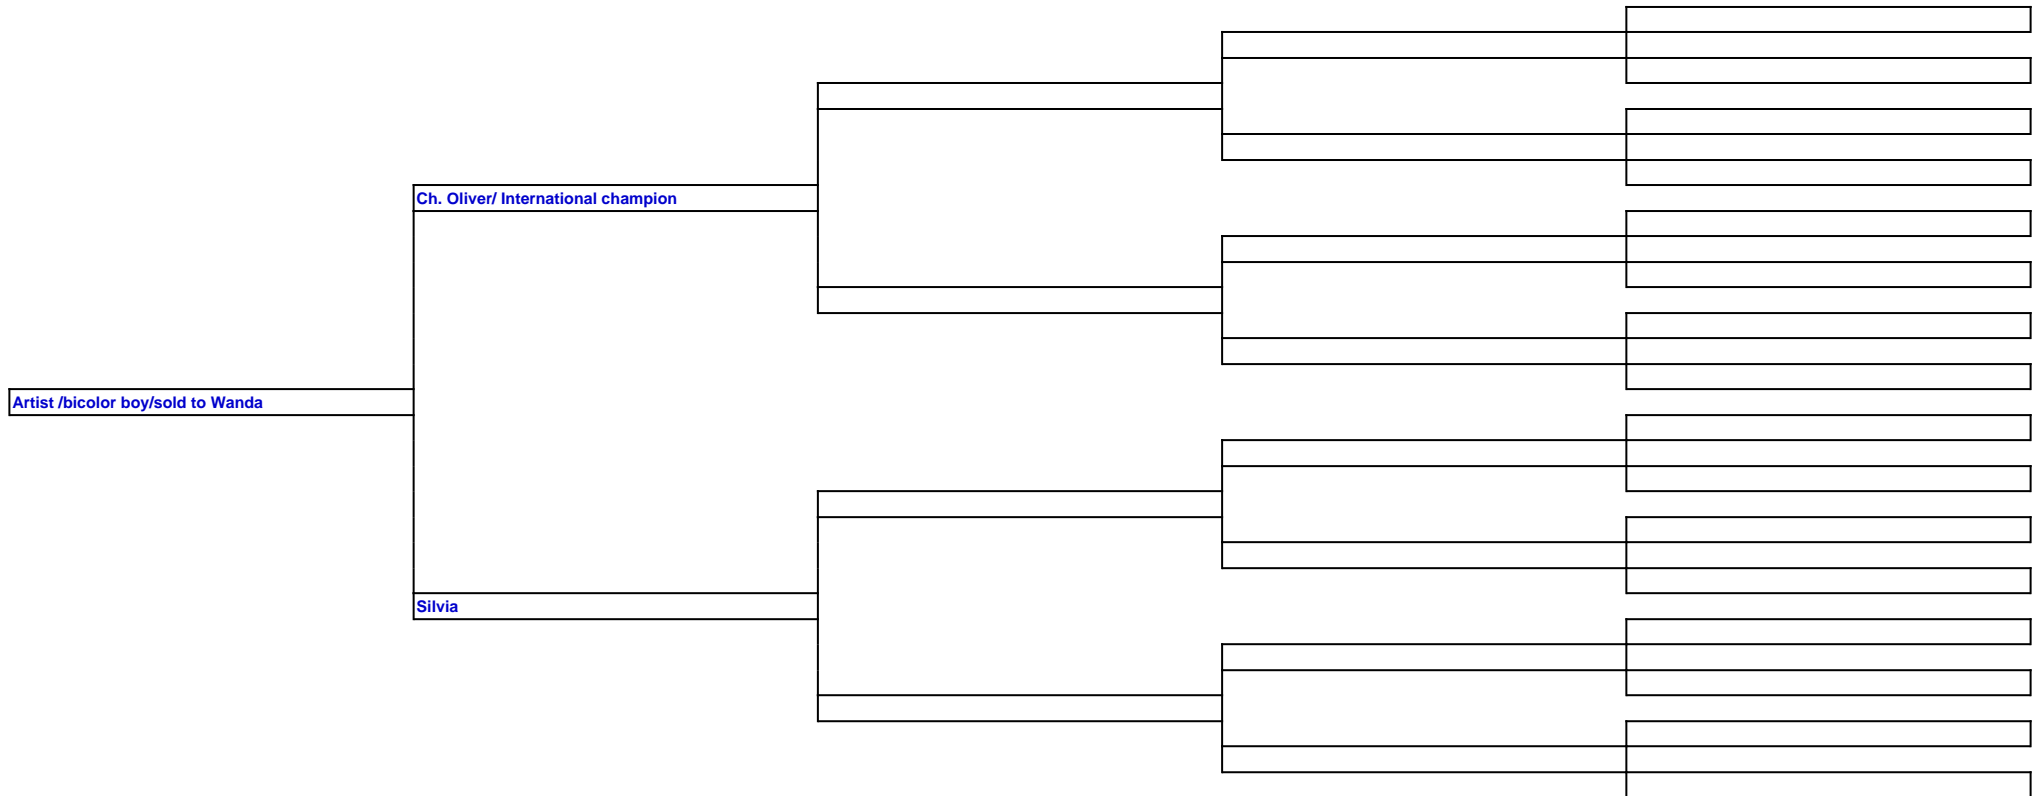 Ch. Oliver/ International champion
Artist /bicolor boy/sold to Wanda
Silvia